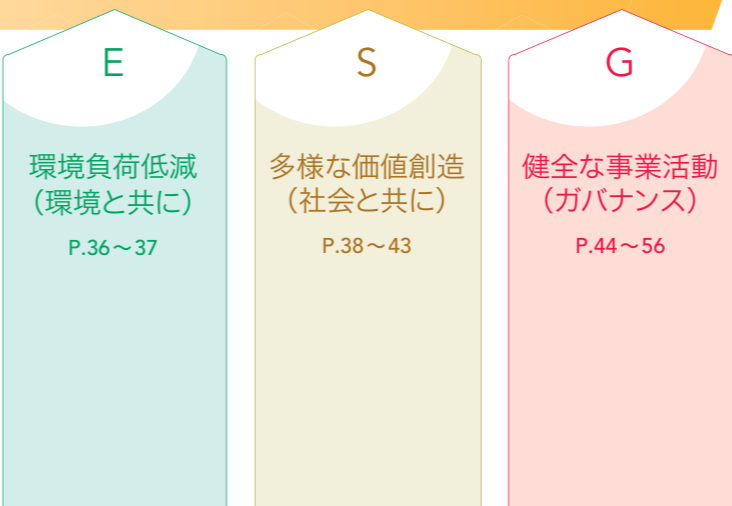 E
環境負荷低減
（環境と共に）
P.36〜37
S
多様な価値創造
（社会と共に）
P.38〜43
G
健全な事業活動
（ガバナンス）
P.44〜56